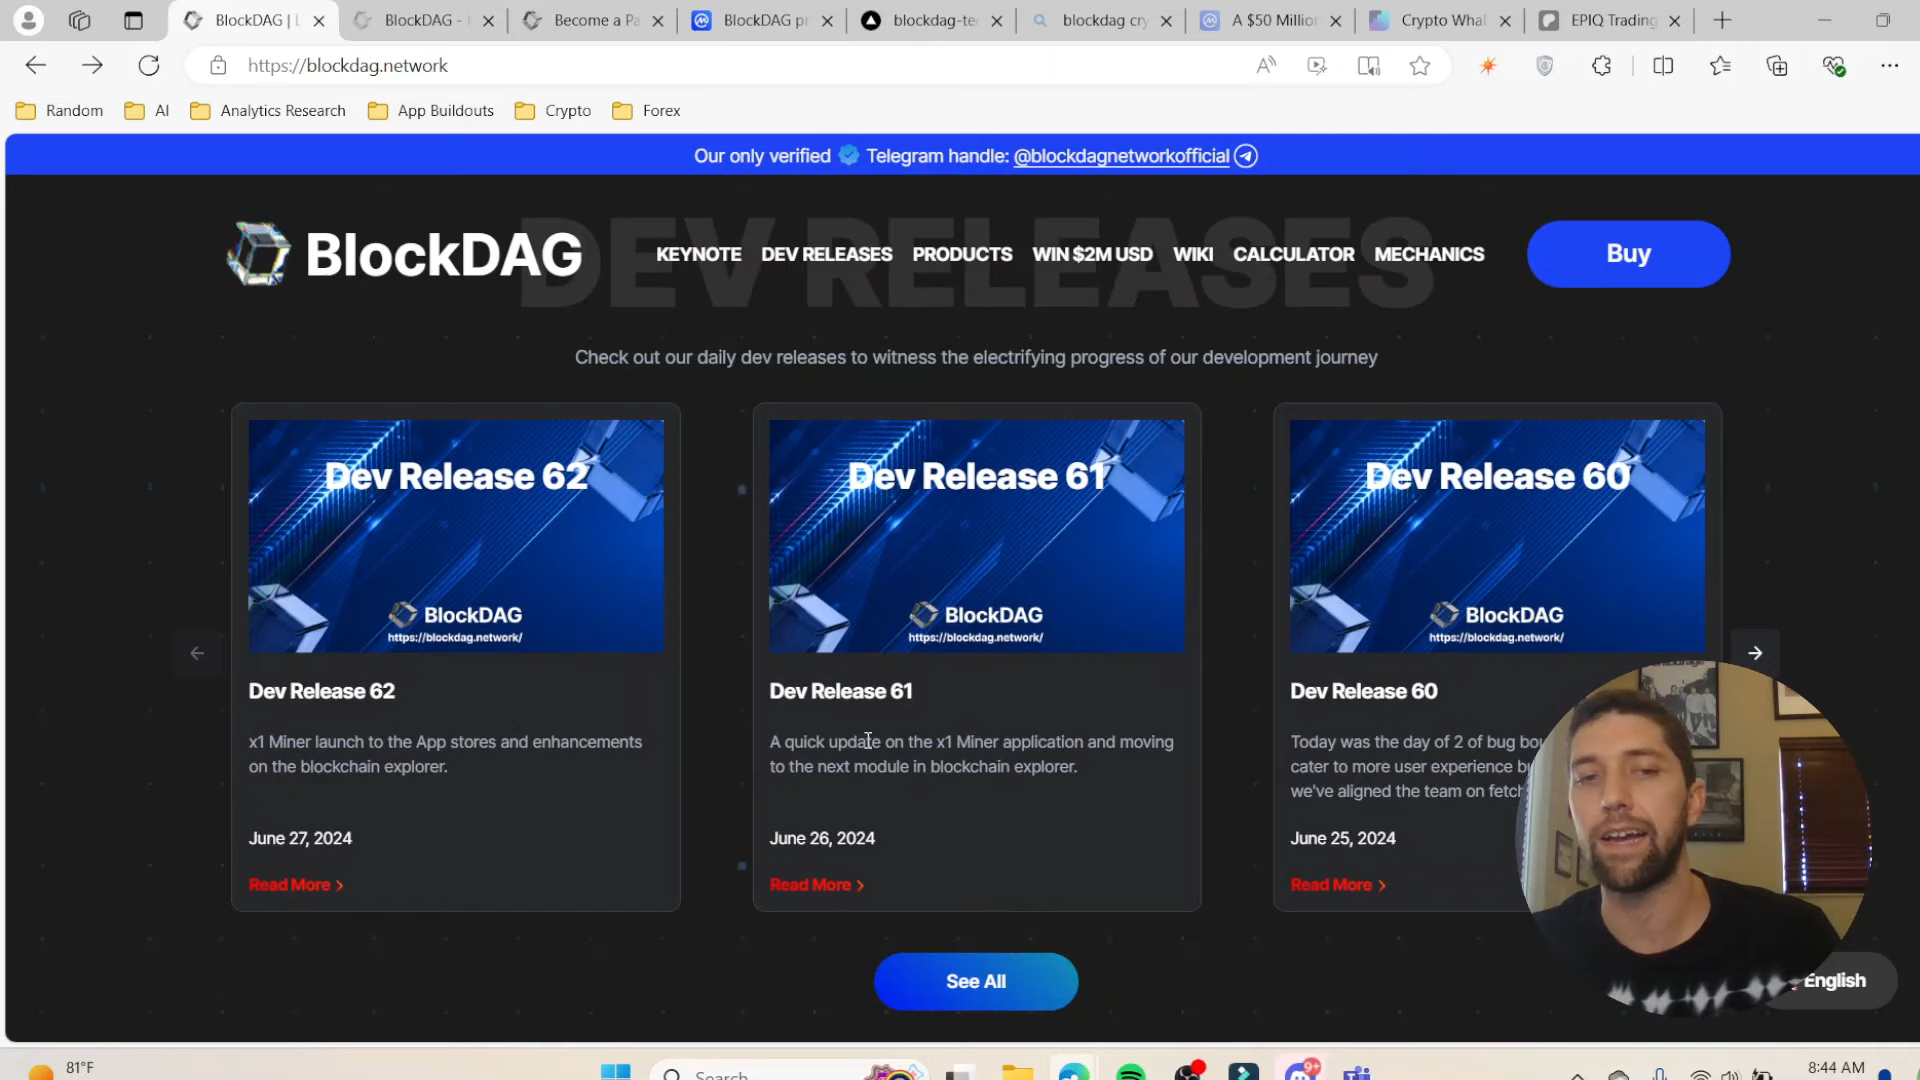 BlockDAG | L
BlockDAG - I
Become a Pa
BlockDAG pr
blockdag-te
blockdag cry
A $50 Millio
Crypto Whal
EPIQ Trading
https://blockdag.network
Random
AI
Analytics Research
App Buildouts
Crypto
Forex
Our only verified Telegram handle: @blockdagnetworkofficial
DEV RELEASES
BlockDAG
KEYNOTE
DEV RELEASES
PRODUCTS
WIN $2M USD
WIKI
CALCULATOR
MECHANICS
Buy
Check out our daily dev releases to witness the electrifying progress of our development journey
Dev Release 62
BlockDAG
https://blockdag.network/
Dev Release 62
x1 Miner launch to the App stores and enhancements
on the blockchain explorer.
June 27, 2024
Read More >
Dev Release 61
BlockDAG
https://blockdag.network/
Dev Release 61
A quick update on the x1 Miner application and moving
to the next module in blockchain explorer.
June 26, 2024
Read More >
Dev Release 60
BlockDAG
https://blockdag.network/
Dev Release 60
Today was the day of 2 of bug bou
cater to more user experience bu
we've aligned the team on fetch
June 25, 2024
Read More >
See All
English
81°F
Search
9+
8:44 AM